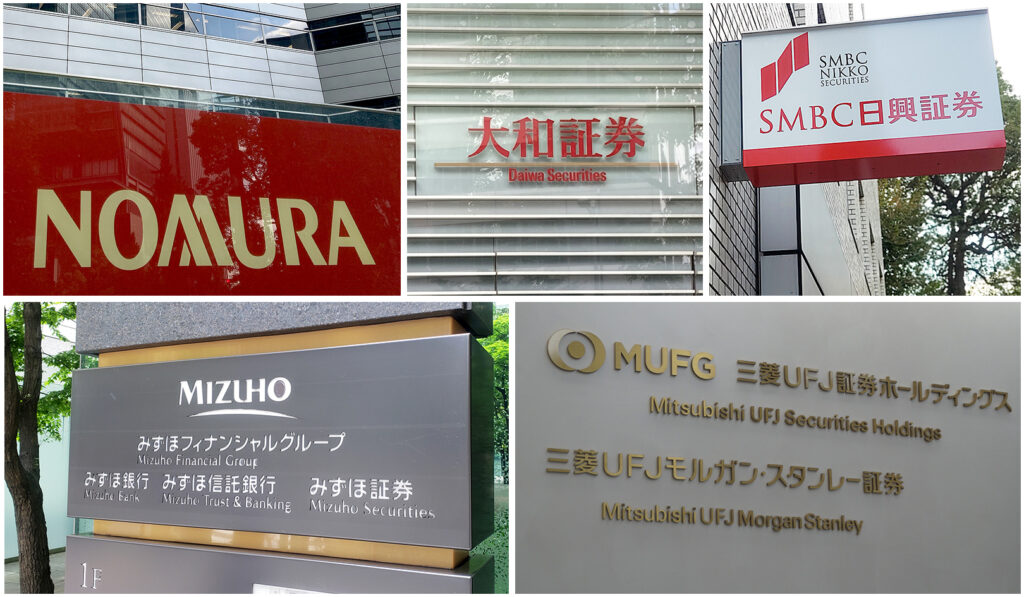 NOMURA
大和証券
Daiwa Securities
SMBC
NIKKO
SECURITIES
SMBC日興証券
MIZUHO
みずほフィナンシャルグループ
Mizuho Financial Group
みずほ銀行 みずほ信託銀行 みずほ証券
Mizuho Bank Mizuho Trust & Banking Mizuho Securities
1F
MUFG 三菱UFJ証券ホールディングス
Mitsubishi UFJ Securities Holdings
三菱UFJモルガン・スタンレー証券
Mitsubishi UFJ Morgan Stanley